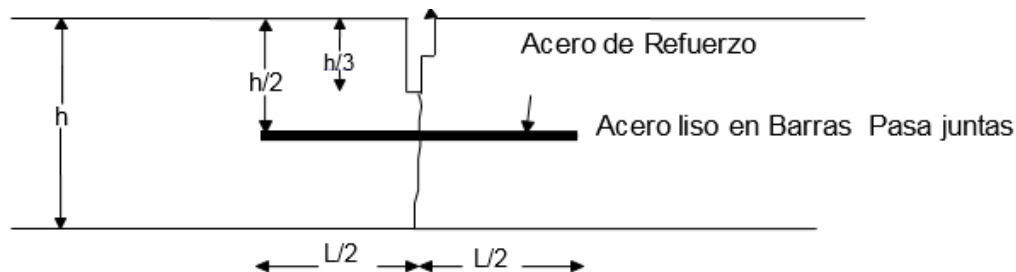 Acero de Refuerzo
h/3
h/2
h
Acero liso en Barras Pasa juntas
L/2 L/2